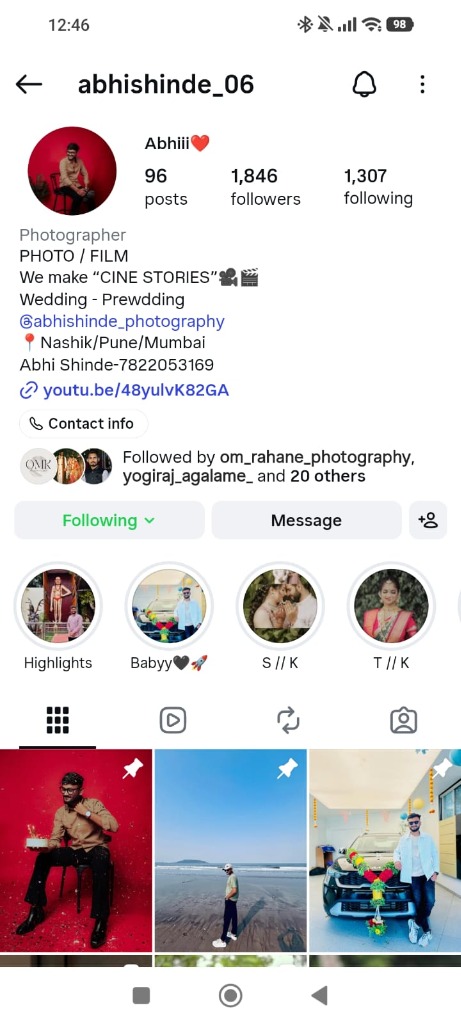 12:46
98
abhishinde_06
Abhiii❤️
96
1,846
1,307
posts
followers
following
Photographer
PHOTO / FILM
We make “CINE STORIES”🎥🎬
Wedding - Prewdding
@abhishinde_photography
📍Nashik/Pune/Mumbai
Abhi Shinde-7822053169
youtu.be/48yulvK82GA
Contact info
QMK
Followed by om_rahane_photography,
yogiraj_agalame_ and 20 others
Following
Message
Highlights
Babyy🖤🚀
S // K
T // K